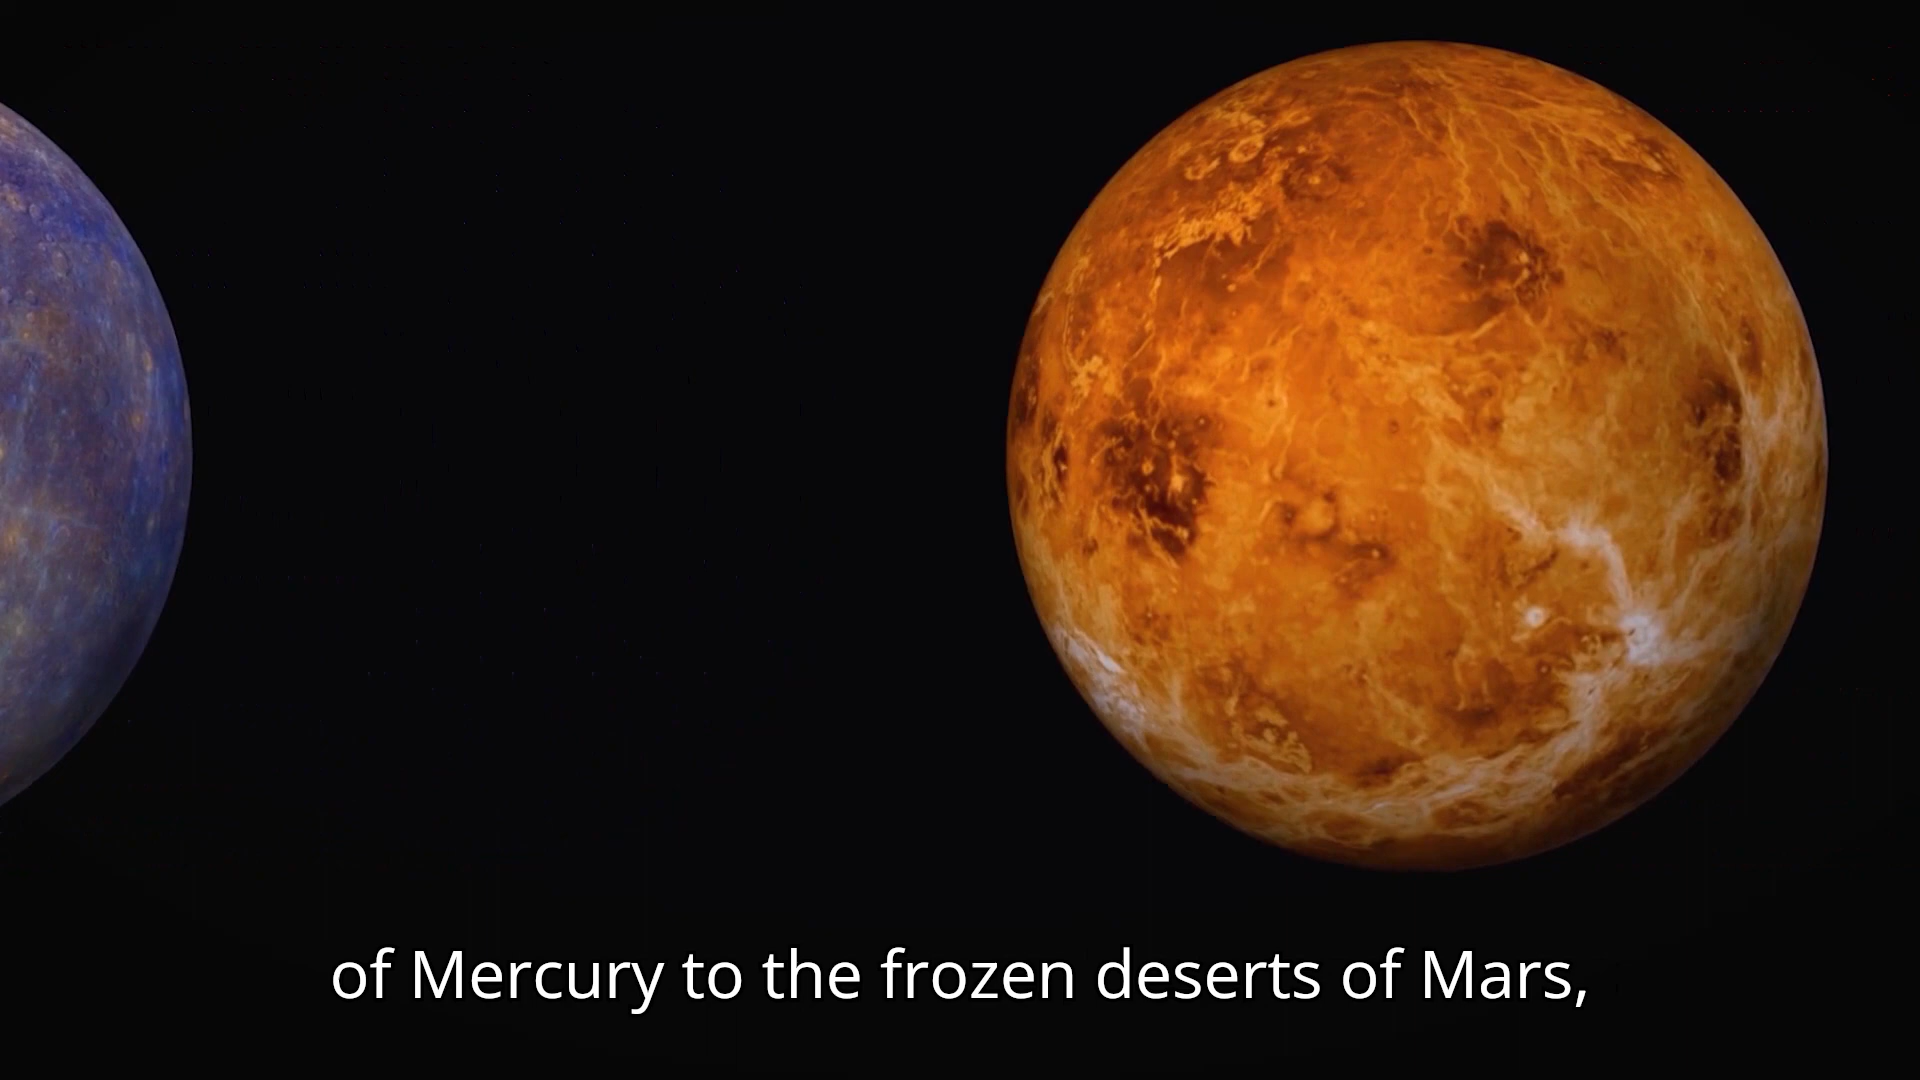 of Mercury to the frozen deserts of Mars,